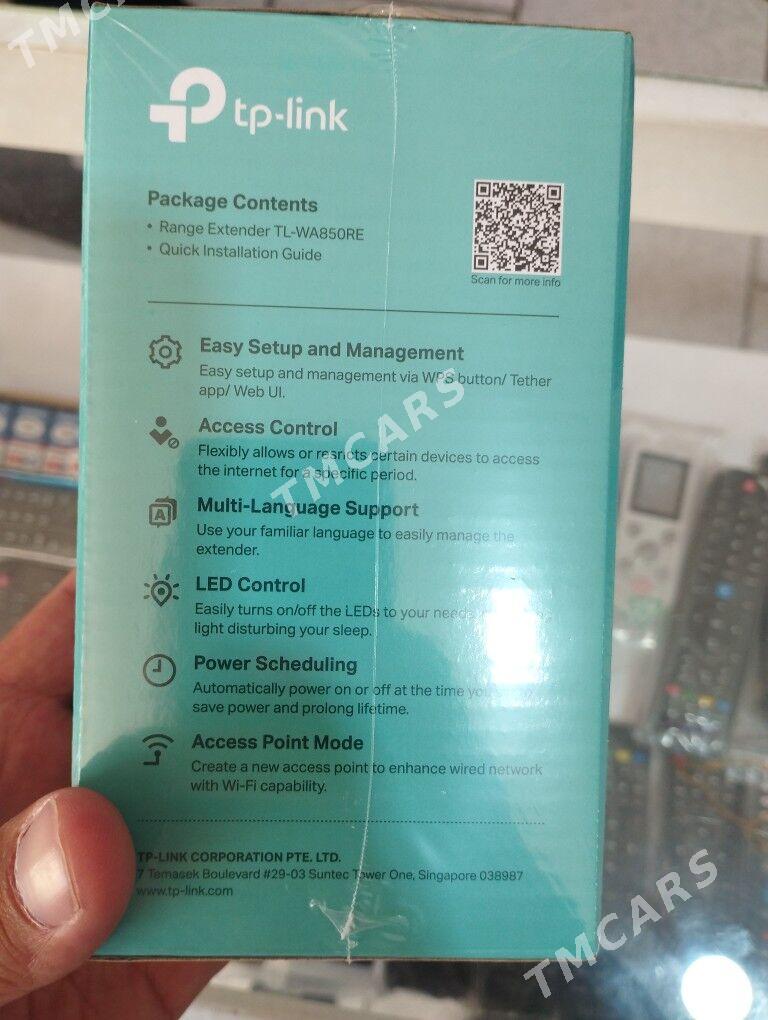 TMCARS
tp-link
Package Contents
• Range Extender TL-WA850RE
• Quick Installation Guide
Scan for more info
Easy Setup and Management
Easy setup and management via WPS button/ Tether
app/ Web UI.
Access Control
Flexibly allows or resricts certain devices to access
the internet for a specific period.
TMCARS
Multi-Language Support
Use your familiar language to easily manage the
extender.
LED Control
Easily turns on/off the LEDs to your needs
light disturbing your sleep.
Power Scheduling
Automatically power on or off at the time
save power and prolong lifetime.
Access Point Mode
Create a new access point to enhance wired network
with Wi-Fi capability.
TP-LINK CORPORATION PTE. LTD.
7 Temasek Boulevard #29-03 Suntec Tower One, Singapore 038987
www.tp-link.com
TMCARS